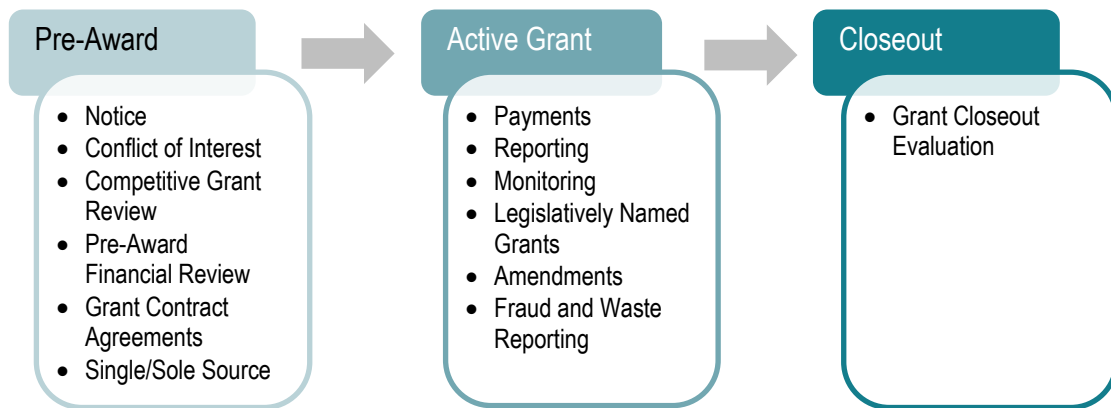 Pre-Award
• Notice
• Conflict of Interest
• Competitive Grant
Review
• Pre-Award
Financial Review
• Grant Contract
Agreements
• Single/Sole Source
Active Grant
• Payments
• Reporting
• Monitoring
• Legislatively Named
Grants
• Amendments
• Fraud and Waste
Reporting
Closeout
• Grant Closeout
Evaluation